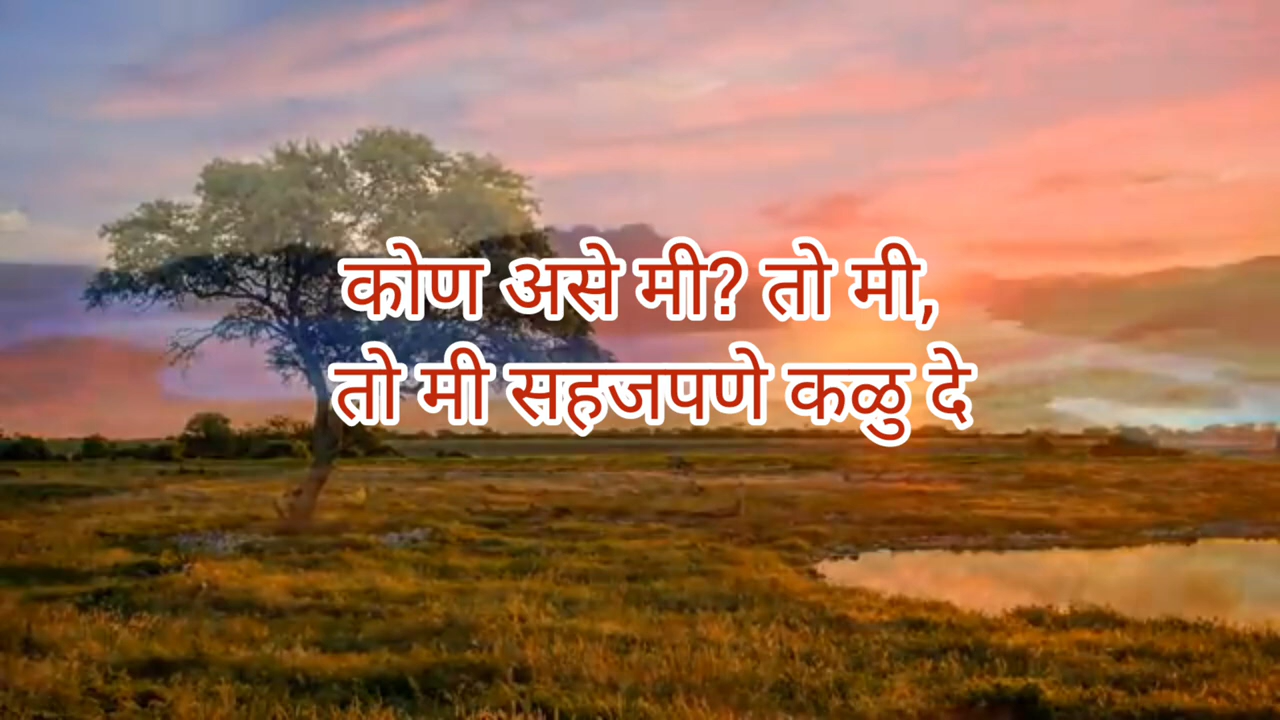 कोण असे मी? तो मी,
तो मी सहजपणे कळु दे